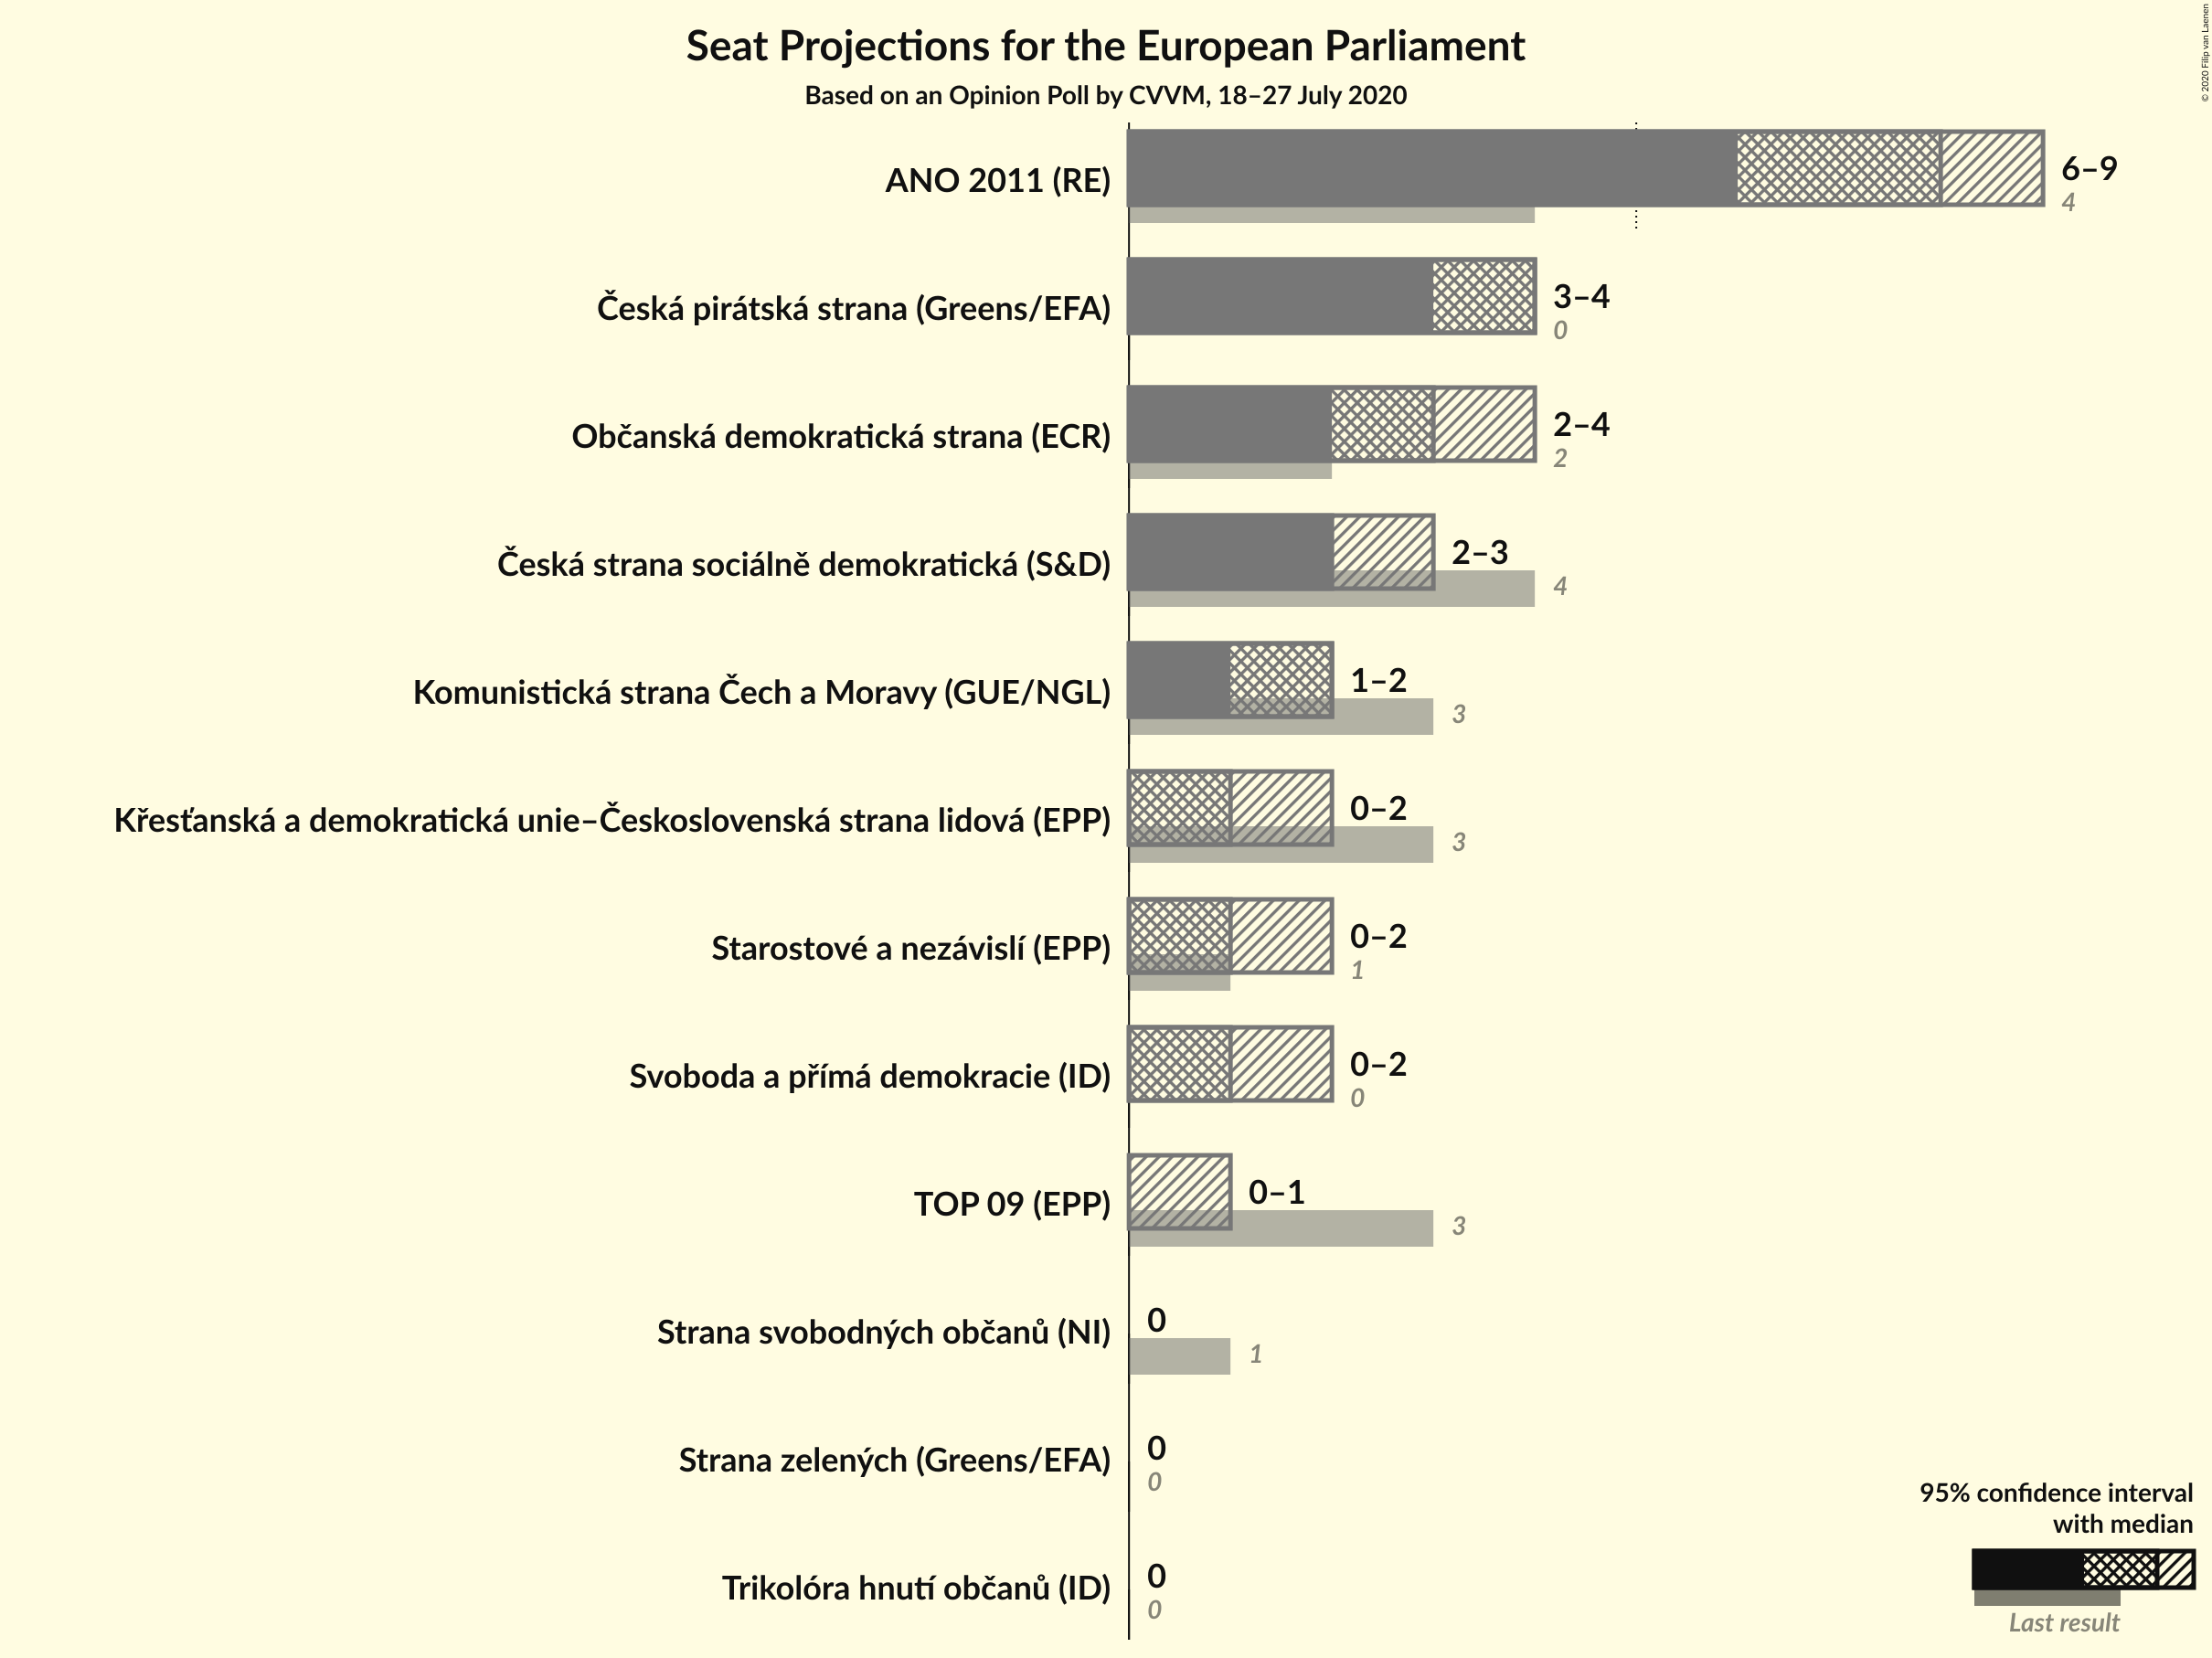 Seat Projections for the European Parliament
Based on an Opinion Poll by CVVM, 18–27 July 2020
© 2020 Filip van Laenen
ANO 2011 (RE)
6–9
4
Česká pirátská strana (Greens/EFA)
3–4
0
Občanská demokratická strana (ECR)
2–4
2
Česká strana sociálně demokratická (S&D)
2–3
4
Komunistická strana Čech a Moravy (GUE/NGL)
1–2
3
Křesťanská a demokratická unie–Československá strana lidová (EPP)
0–2
3
Starostové a nezávislí (EPP)
0–2
1
Svoboda a přímá demokracie (ID)
0–2
0
TOP 09 (EPP)
0–1
3
Strana svobodných občanů (NI)
0
1
Strana zelených (Greens/EFA)
0
0
Trikolóra hnutí občanů (ID)
0
0
95% confidence interval
with median
Last result